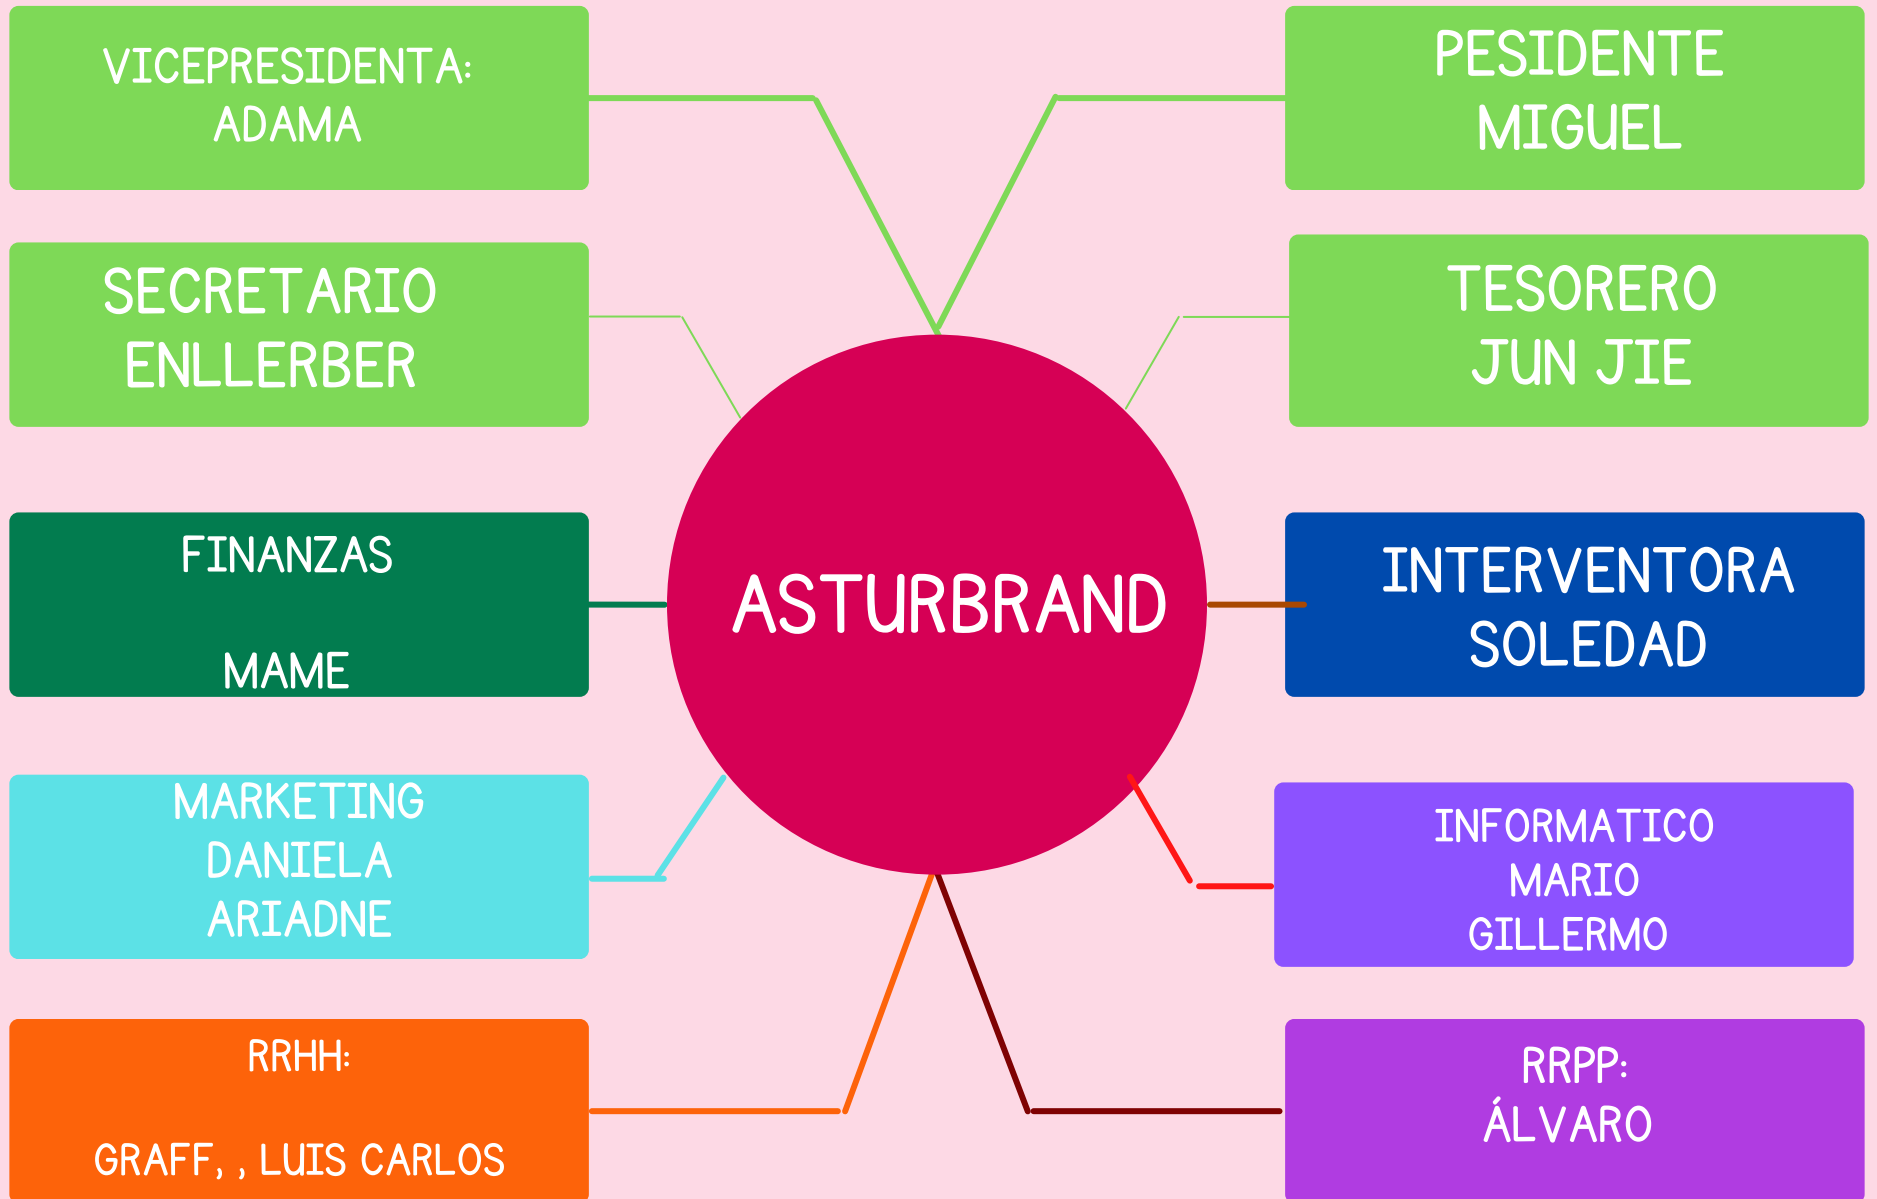 VICEPRESIDENTA:
ADAMA
PESIDENTE
MIGUEL
SECRETARIO
ENLLERBER
TESORERO
JUN JIE
FINANZAS
MAME
ASTURBRAND
INTERVENTORA
SOLEDAD
MARKETING
DANIELA
ARIADNE
INFORMATICO
MARIO
GILLERMO
RRHH:
GRAFF, , LUIS CARLOS
RRPP:
ÁLVARO